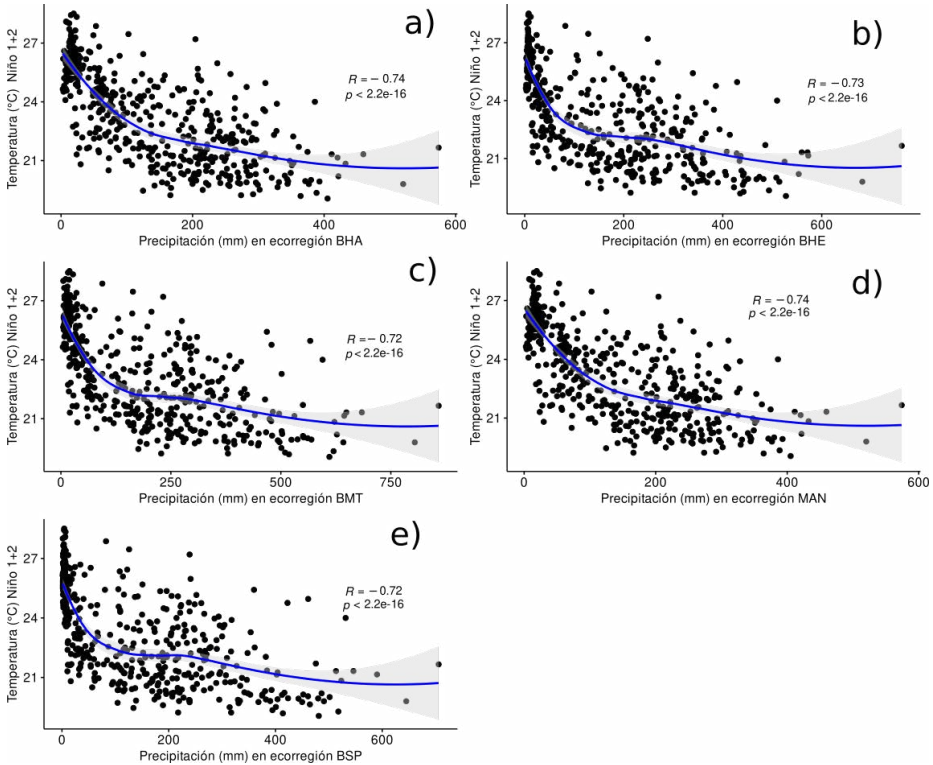 a)
Temperatura (°C) Niño 1+2
27
24
21
R = − 0.74
p < 2.2e-16
0 200 400 600
Precipitación (mm) en ecorregión BHA
b)
Temperatura (°C) Niño 1+2
27
24
21
R = − 0.73
p < 2.2e-16
0 200 400 600
Precipitación (mm) en ecorregión BHE
c)
Temperatura (°C) Niño 1+2
27
24
21
R = − 0.72
p < 2.2e-16
0 250 500 750
Precipitación (mm) en ecorregión BMT
d)
Temperatura (°C) Niño 1+2
27
24
21
R = − 0.74
p < 2.2e-16
0 200 400 600
Precipitación (mm) en ecorregión MAN
e)
Temperatura (°C) Niño 1+2
27
24
21
R = − 0.72
p < 2.2e-16
0 200 400 600
Precipitación (mm) en ecorregión BSP